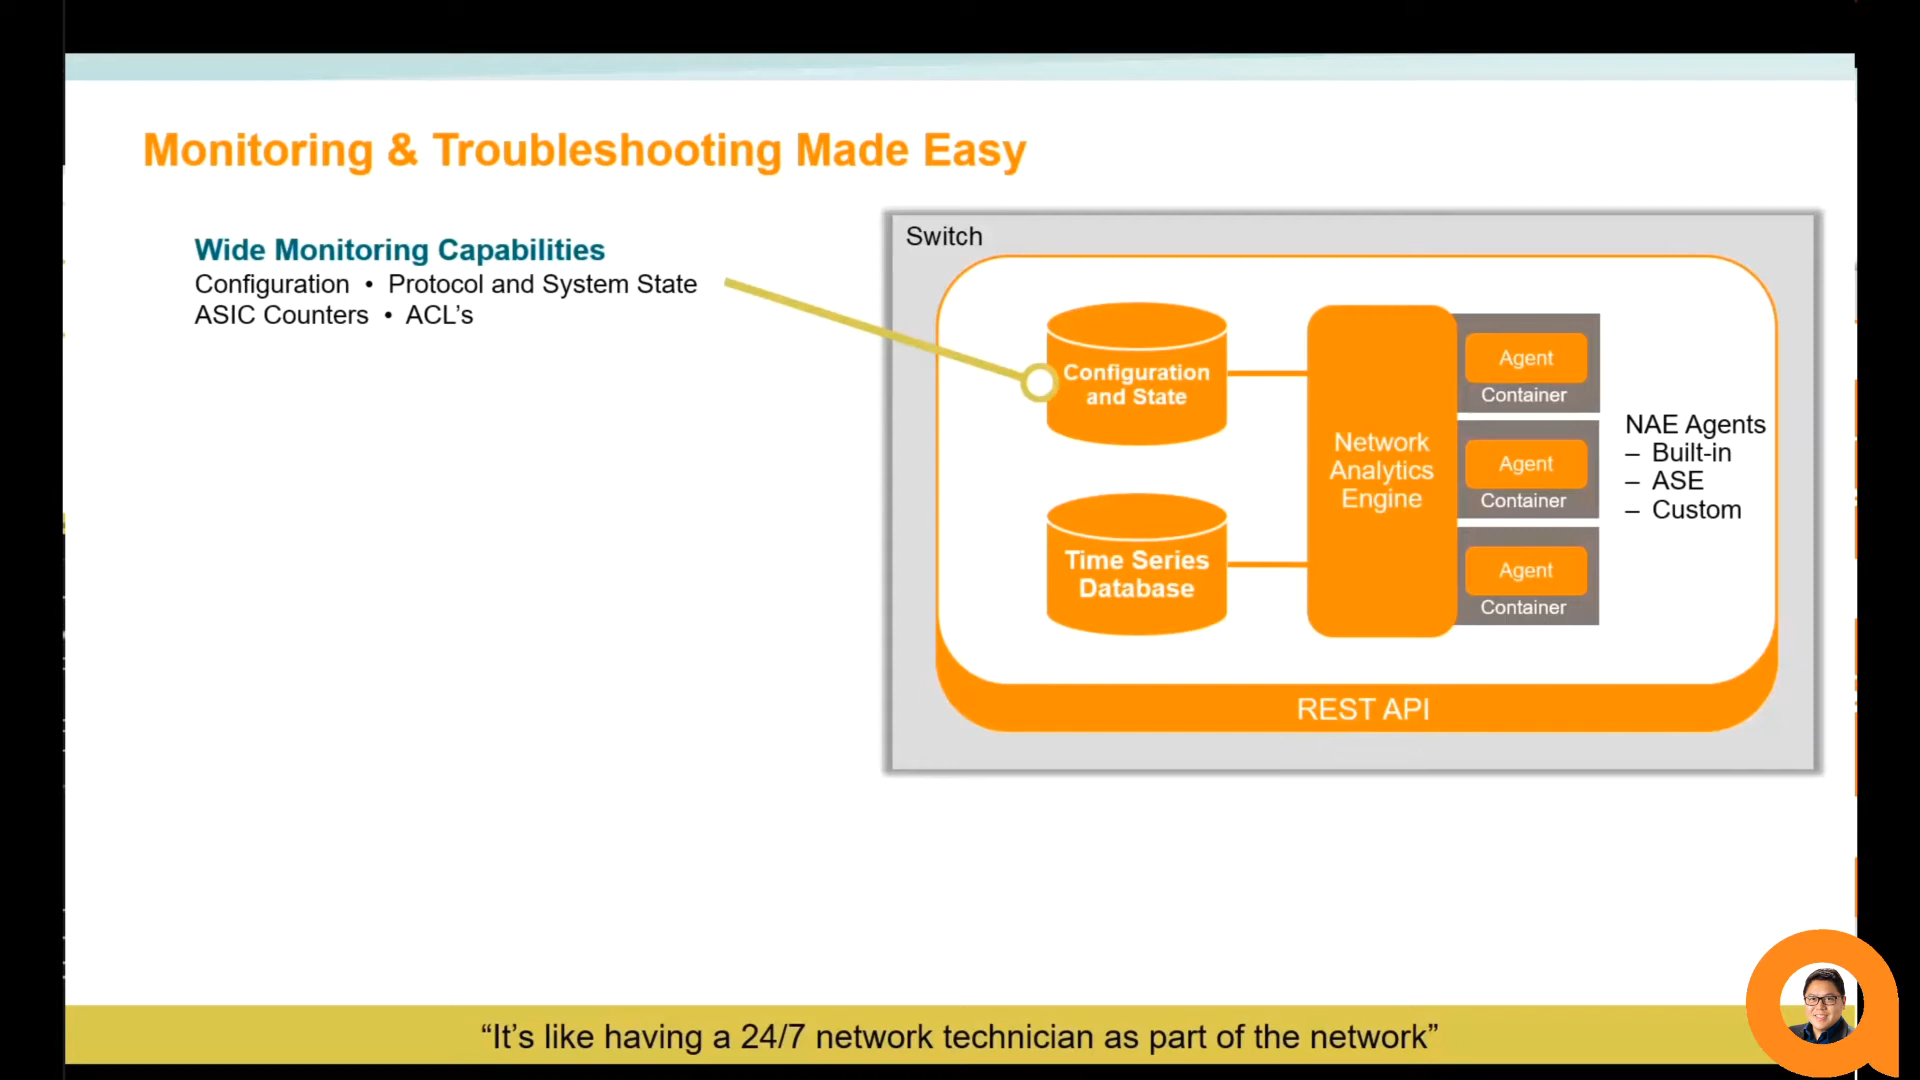 Monitoring & Troubleshooting Made Easy
Wide Monitoring Capabilities
Configuration • Protocol and System State
ASIC Counters • ACL’s
Switch
Configuration
and State
Time Series
Database
Network
Analytics
Engine
Agent
Container
Agent
Container
Agent
Container
NAE Agents
– Built-in
– ASE
– Custom
REST API
“It’s like having a 24/7 network technician as part of the network”